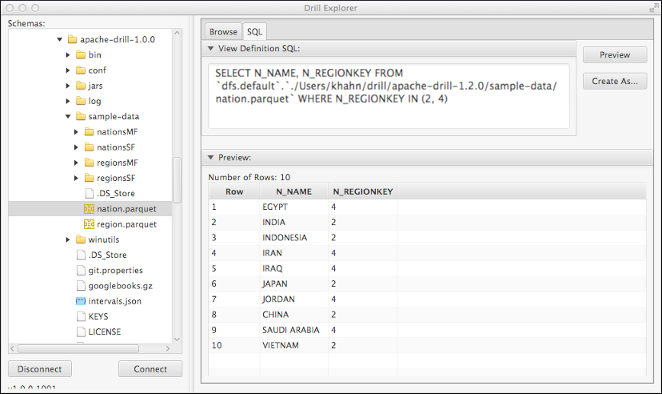 Drill Explorer
Schemas:
apache-drill-1.0.0
bin
conf
jars
log
sample-data
nationsMF
nationsSF
regionsMF
regionsSF
.DS_Store
nation.parquet
region.parquet
winutils
.DS_Store
git.properties
googlebooks.gz
intervals.json
KEYS
LICENSE
Disconnect
Connect
v1.0.0.1001
Browse
SQL
View Definition SQL:
SELECT N_NAME, N_REGIONKEY FROM
`dfs.default`.`./Users/khahn/drill/apache-drill-1.2.0/sample-data/
nation.parquet` WHERE N_REGIONKEY IN (2, 4)
Preview
Create As...
Preview:
Number of Rows: 10
Row N_NAME N_REGIONKEY
1 EGYPT 4
2 INDIA 2
3 INDONESIA 2
4 IRAN 4
5 IRAQ 4
6 JAPAN 2
7 JORDAN 4
8 CHINA 2
9 SAUDI ARABIA 4
10 VIETNAM 2